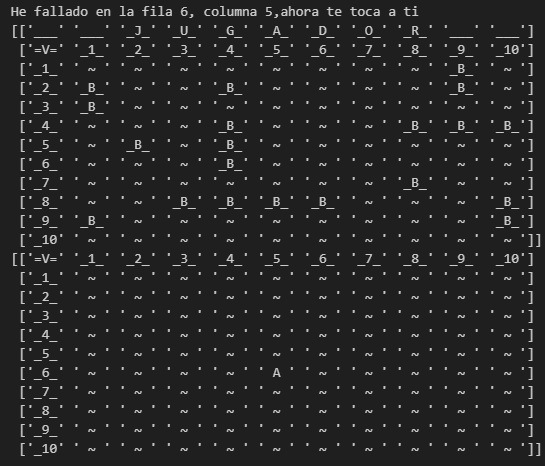 He fallado en la fila 6, columna 5,ahora te toca a ti
[['___' '___' '_J_' '_U_' '_G_' '_A_' '_D_' '_O_' '_R_' '___' '___']
['=V=' '_1_' '_2_' '_3_' '_4_' '_5_' '_6_' '_7_' '_8_' '_9_' '_10']
['_1_' ' ~ ' ' ~ ' ' ~ ' ' ~ ' ' ~ ' ' ~ ' ' ~ ' ' ~ ' '_B_' ' ~ ']
['_2_' '_B_' ' ~ ' ' ~ ' '_B_' ' ~ ' ' ~ ' ' ~ ' ' ~ ' '_B_' ' ~ ']
['_3_' '_B_' ' ~ ' ' ~ ' ' ~ ' ' ~ ' ' ~ ' ' ~ ' ' ~ ' ' ~ ' ' ~ ']
['_4_' ' ~ ' ' ~ ' ' ~ ' '_B_' ' ~ ' ' ~ ' ' ~ ' '_B_' '_B_' '_B_']
['_5_' ' ~ ' '_B_' ' ~ ' '_B_' ' ~ ' ' ~ ' ' ~ ' ' ~ ' ' ~ ' ' ~ ']
['_6_' ' ~ ' ' ~ ' ' ~ ' '_B_' ' ~ ' ' ~ ' ' ~ ' ' ~ ' ' ~ ' ' ~ ']
['_7_' ' ~ ' ' ~ ' ' ~ ' ' ~ ' ' ~ ' ' ~ ' ' ~ ' '_B_' ' ~ ' ' ~ ']
['_8_' ' ~ ' ' ~ ' '_B_' '_B_' '_B_' '_B_' ' ~ ' ' ~ ' ' ~ ' '_B_']
['_9_' '_B_' ' ~ ' ' ~ ' ' ~ ' ' ~ ' ' ~ ' ' ~ ' ' ~ ' ' ~ ' '_B_']
['_10' ' ~ ' ' ~ ' ' ~ ' ' ~ ' ' ~ ' ' ~ ' ' ~ ' ' ~ ' ' ~ ' ' ~ ']]
[['=V=' '_1_' '_2_' '_3_' '_4_' '_5_' '_6_' '_7_' '_8_' '_9_' '_10']
['_1_' ' ~ ' ' ~ ' ' ~ ' ' ~ ' ' ~ ' ' ~ ' ' ~ ' ' ~ ' ' ~ ' ' ~ ']
['_2_' ' ~ ' ' ~ ' ' ~ ' ' ~ ' ' ~ ' ' ~ ' ' ~ ' ' ~ ' ' ~ ' ' ~ ']
['_3_' ' ~ ' ' ~ ' ' ~ ' ' ~ ' ' ~ ' ' ~ ' ' ~ ' ' ~ ' ' ~ ' ' ~ ']
['_4_' ' ~ ' ' ~ ' ' ~ ' ' ~ ' ' ~ ' ' ~ ' ' ~ ' ' ~ ' ' ~ ' ' ~ ']
['_5_' ' ~ ' ' ~ ' ' ~ ' ' ~ ' ' ~ ' ' ~ ' ' ~ ' ' ~ ' ' ~ ' ' ~ ']
['_6_' ' ~ ' ' ~ ' ' ~ ' ' ~ ' ' A ' ' ~ ' ' ~ ' ' ~ ' ' ~ ' ' ~ ']
['_7_' ' ~ ' ' ~ ' ' ~ ' ' ~ ' ' ~ ' ' ~ ' ' ~ ' ' ~ ' ' ~ ' ' ~ ']
['_8_' ' ~ ' ' ~ ' ' ~ ' ' ~ ' ' ~ ' ' ~ ' ' ~ ' ' ~ ' ' ~ ' ' ~ ']
['_9_' ' ~ ' ' ~ ' ' ~ ' ' ~ ' ' ~ ' ' ~ ' ' ~ ' ' ~ ' ' ~ ' ' ~ ']
['_10' ' ~ ' ' ~ ' ' ~ ' ' ~ ' ' ~ ' ' ~ ' ' ~ ' ' ~ ' ' ~ ' ' ~ ']]